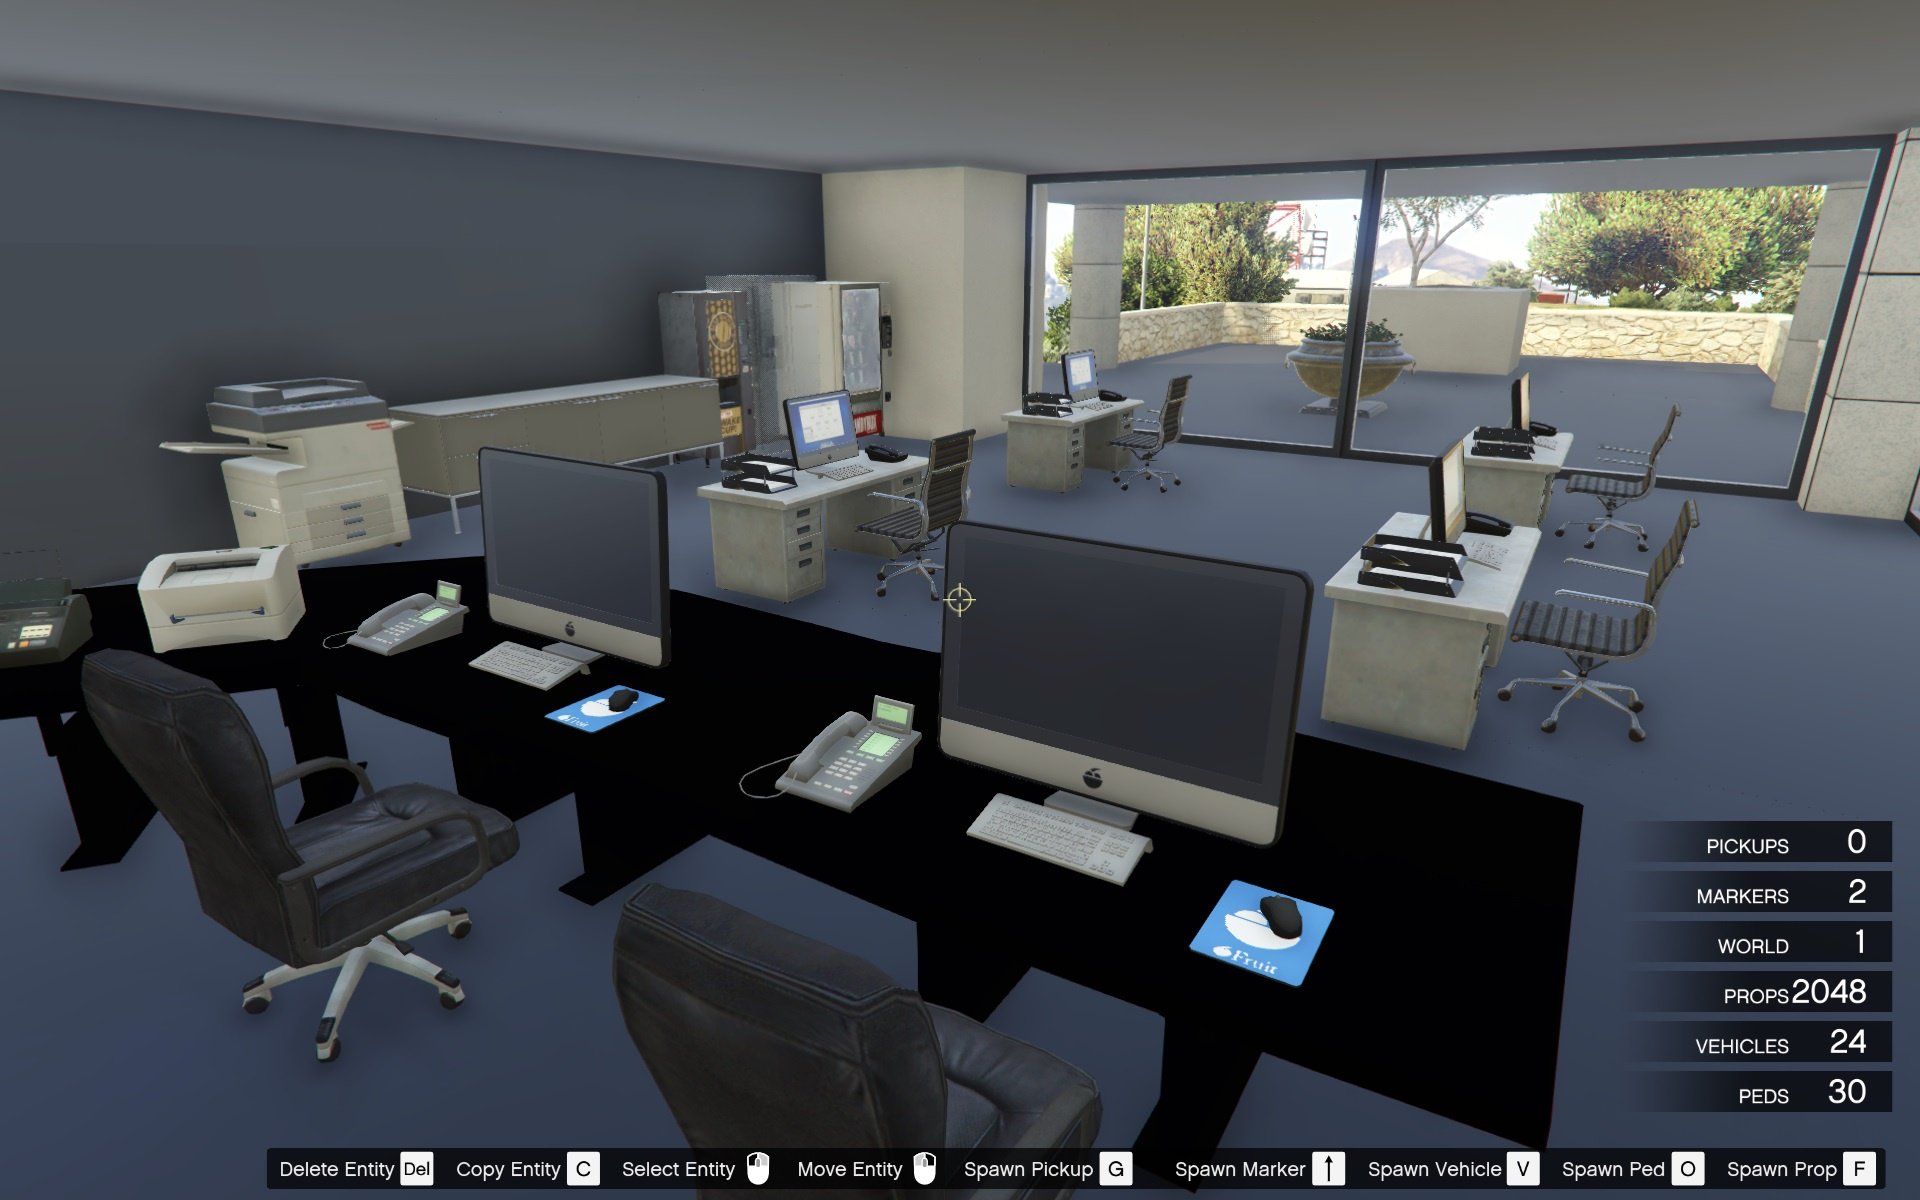 Fruit
Fruit
PICKUPS 0
MARKERS 2
WORLD 1
PROPS 2048
VEHICLES 24
PEDS 30
Delete Entity Del Copy Entity C Select Entity Move Entity Spawn Pickup G Spawn Marker ↑ Spawn Vehicle V Spawn Ped O Spawn Prop F